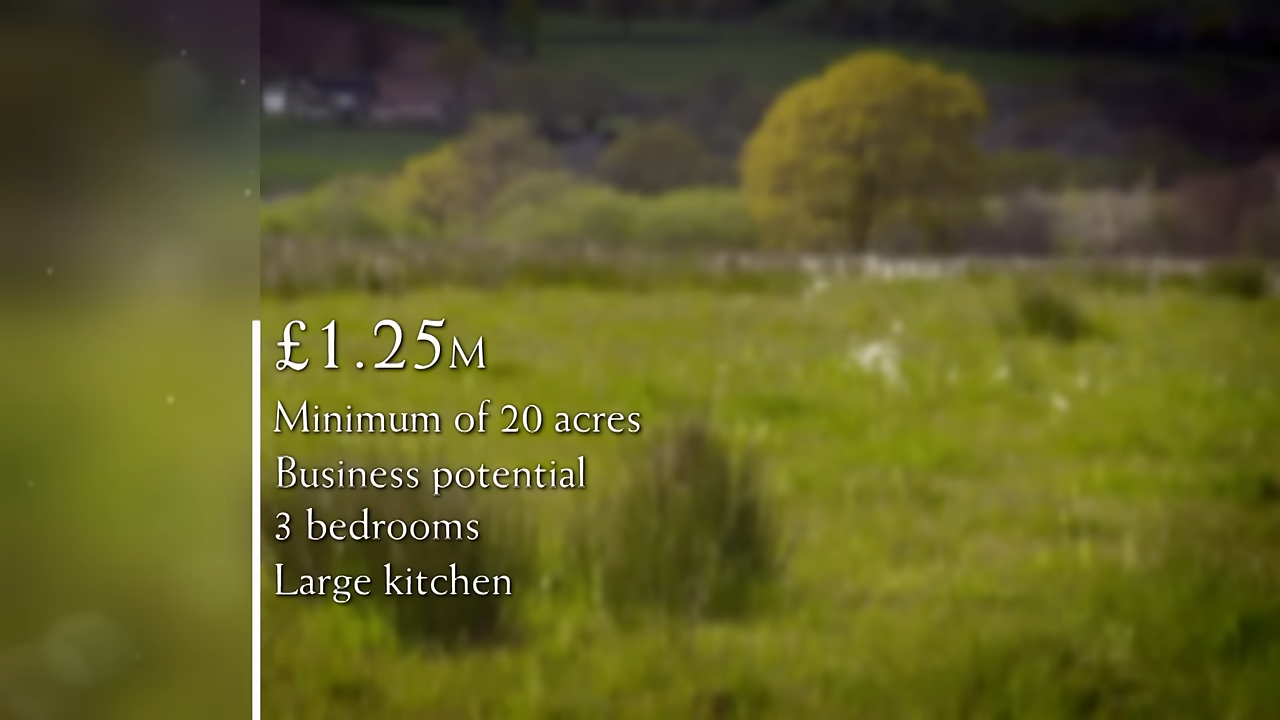 £1.25M
Minimum of 20 acres
Business potential
3 bedrooms
Large kitchen